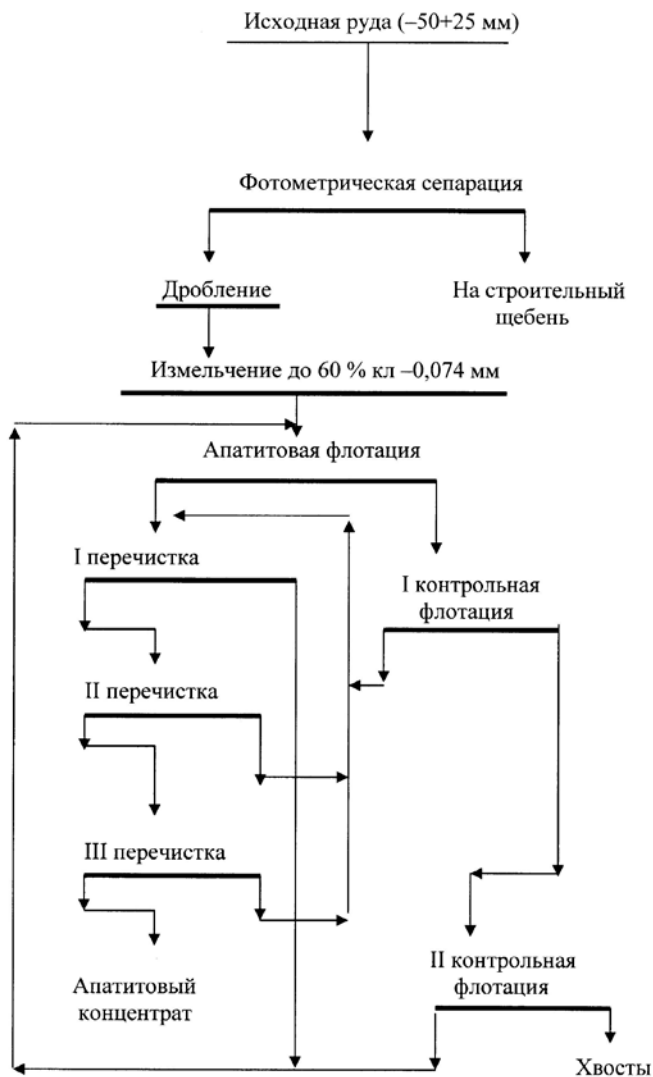 Исходная руда (–50+25 мм)
Фотометрическая сепарация
Дробление
На строительный
щебень
Измельчение до 60 % кл –0,074 мм
Апатитовая флотация
I перечистка
I контрольная
флотация
II перечистка
III перечистка
II контрольная
флотация
Апатитовый
концентрат
Хвосты